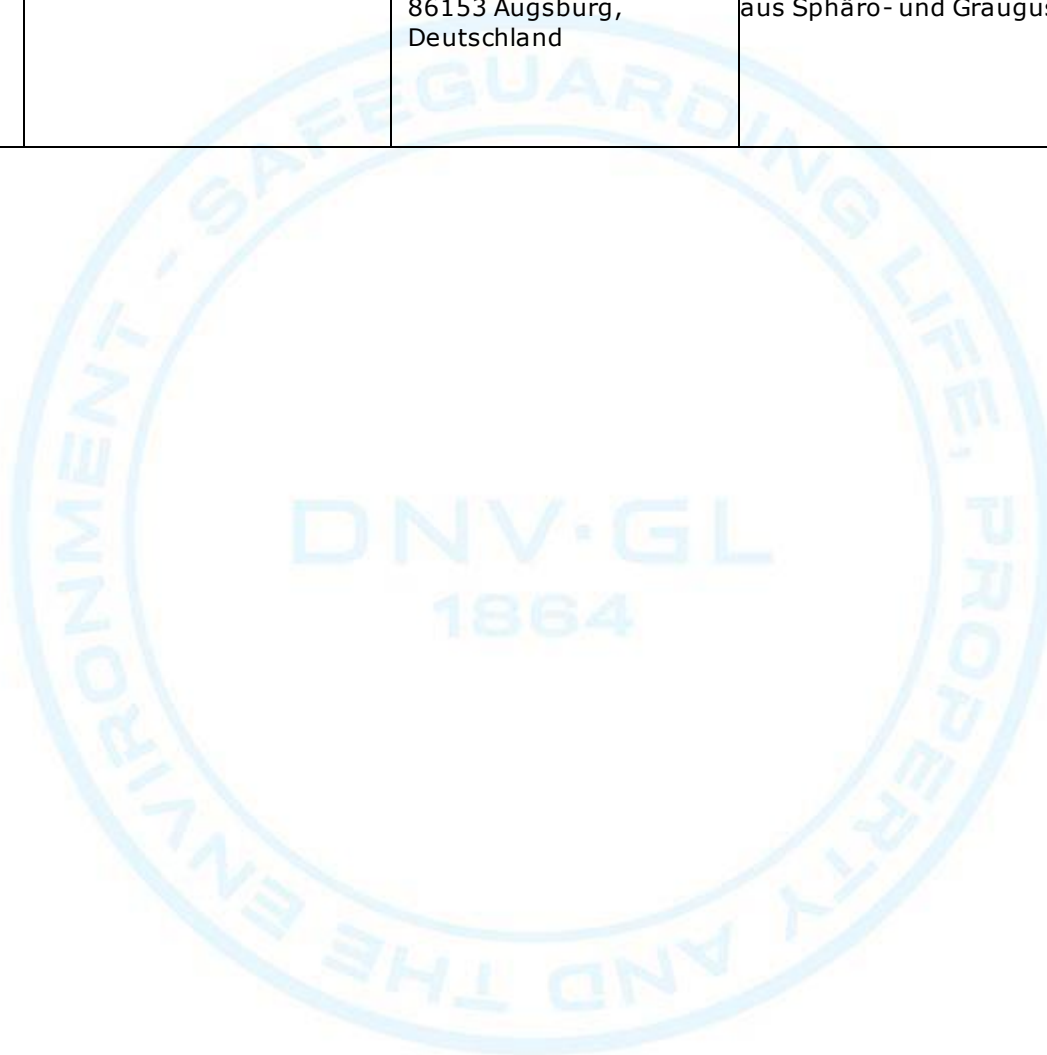 86153 Augsburg,
Deutschland
aus Sphäro- und Graugus
SAFEGUARDING LIFE, PROPERTY AND THE ENVIRONMENT -
DNV·GL
1864